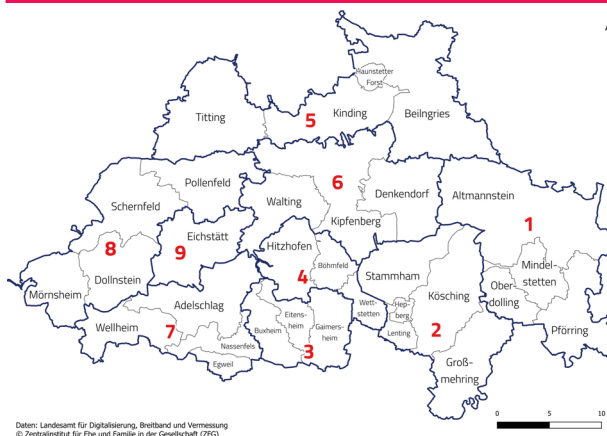 Haunstetter
Forst
Titting
5
Kinding
Beilngries
Pollenfeld
6
Denkendorf
Altmannstein
Schernfeld
Walting
Kipfenberg
1
Eichstätt
8
9
Hitzhofen
Böhmfeld
Stammham
Mindel-
stetten
Dollnstein
4
Kösching
Ober-
dolling
Mörnsheim
Adelschlag
Wett-
stetten
Hep-
berg
Wellheim
7
Buxheim
Eitens-
heim
Gaimers-
heim
Lenting
2
Pförring
Nassenfels
3
Egweil
Groß-
mehring
0 5 10
Daten: Landesamt für Digitalisierung, Breitband und Vermessung
© Zentralinstitut für Ehe und Familie in der Gesellschaft (ZFG)